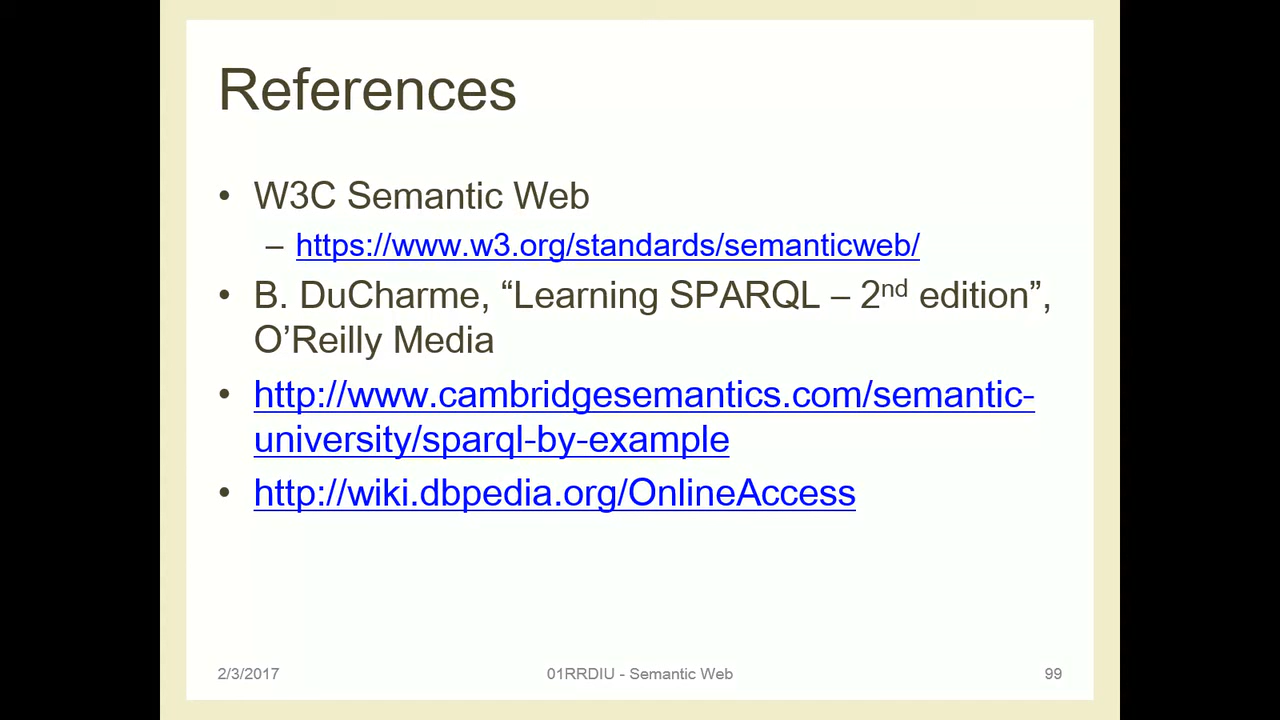 References
• W3C Semantic Web
– https://www.w3.org/standards/semanticweb/
• B. DuCharme, “Learning SPARQL – 2nd edition”,
O’Reilly Media
• http://www.cambridgesemantics.com/semantic-
university/sparql-by-example
• http://wiki.dbpedia.org/OnlineAccess
2/3/2017 01RRDIU - Semantic Web 99